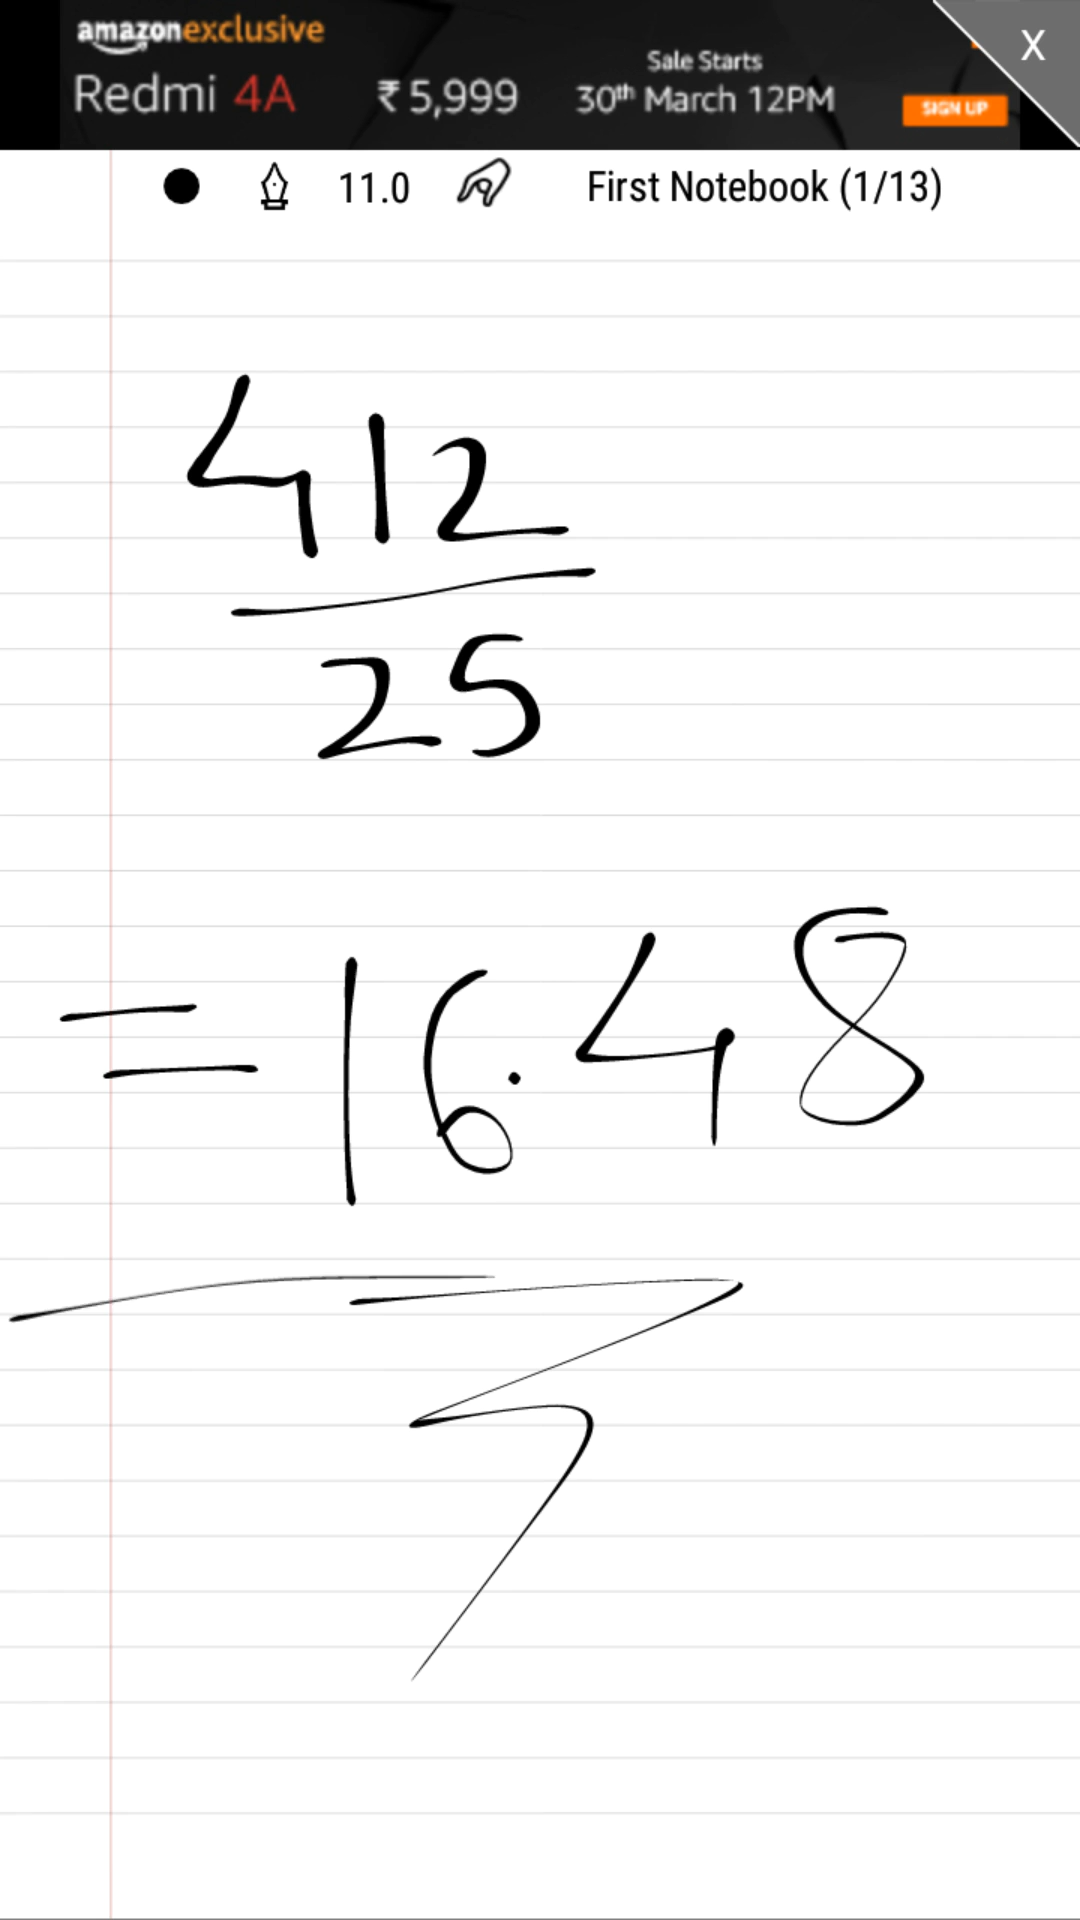 amazonexclusive
Redmi 4A ₹5,999
Sale Starts
30th March 12PM
SIGN UP
X
11.0 First Notebook (1/13)
412
25
=16.48